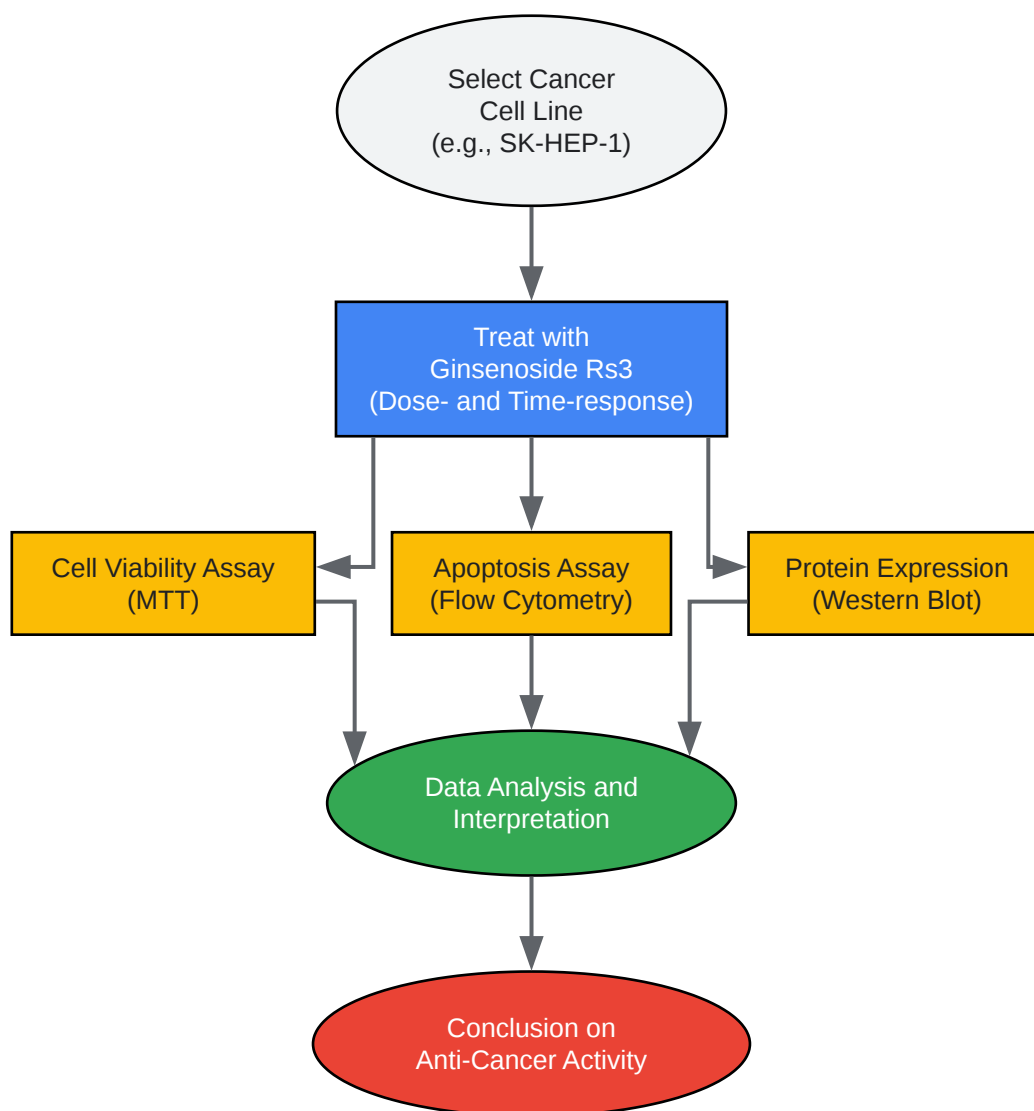 Select Cancer
Cell Line
(e.g., SK-HEP-1)
Treat with
Ginsenoside Rs3
(Dose- and Time-response)
Cell Viability Assay
(MTT)
Apoptosis Assay
(Flow Cytometry)
Protein Expression
(Western Blot)
Data Analysis and
Interpretation
Conclusion on
Anti-Cancer Activity